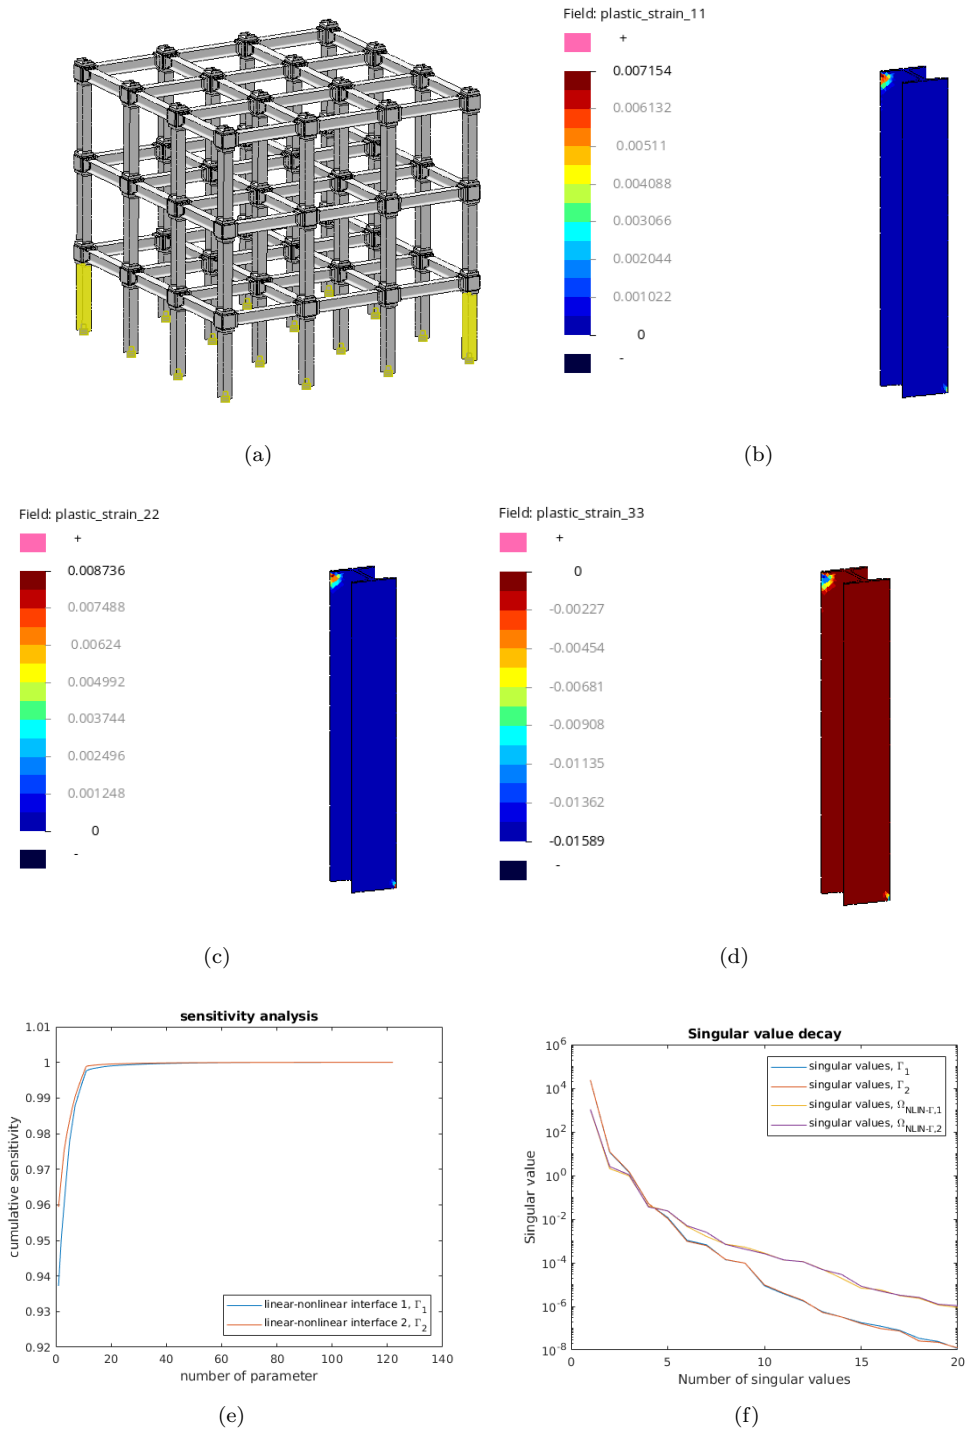 (a)
Field: plastic_strain_11
+
0.007154
0.006132
0.00511
0.004088
0.003066
0.002044
0.001022
0
-
(b)
Field: plastic_strain_22
+
0.008736
0.007488
0.00624
0.004992
0.003744
0.002496
0.001248
0
-
(c)
Field: plastic_strain_33
+
0
-0.00227
-0.00454
-0.00681
-0.00908
-0.01135
-0.01362
-0.01589
-
(d)
sensitivity analysis
1.01
1
0.99
0.98
0.97
0.96
0.95
0.94
0.93
0.92
cumulative sensitivity
linear-nonlinear interface 1, Γ1
linear-nonlinear interface 2, Γ2
0 20 40 60 80 100 120 140
number of parameter
(e)
Singular value decay
10^6
10^4
10^2
10^0
10^-2
10^-4
10^-6
10^-8
Singular value
singular values, Γ1
singular values, Γ2
singular values, ΩNLIN-Γ,1
singular values, ΩNLIN-Γ,2
0 5 10 15 20
Number of singular values
(f)